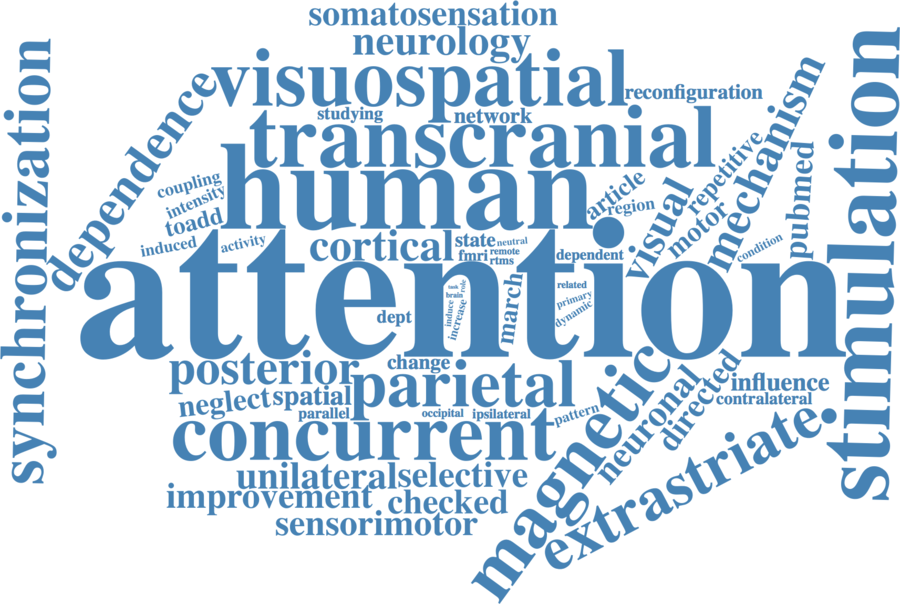 somatosensation
neurology
visuospatial
reconfiguration
studying
network
transcranial
synchronization
dependence
human
coupling
intensity
toadd
induced
activity
article
region
visual
motor
repetitive
mechanism
condition
pubmed
stimulation
cortical
state
neutral
fmri
remote
rtms
dependent
attention
dept
task
role
brain
induce
increase
march
related
primary
dynamic
posterior
change
parietal
neglect
spatial
parallel
occipital
ipsilateral
pattern
concurrent
magnetic
neuronal
directed
influence
contralateral
extrastriate
unilateral
selective
improvement
checked
sensorimotor